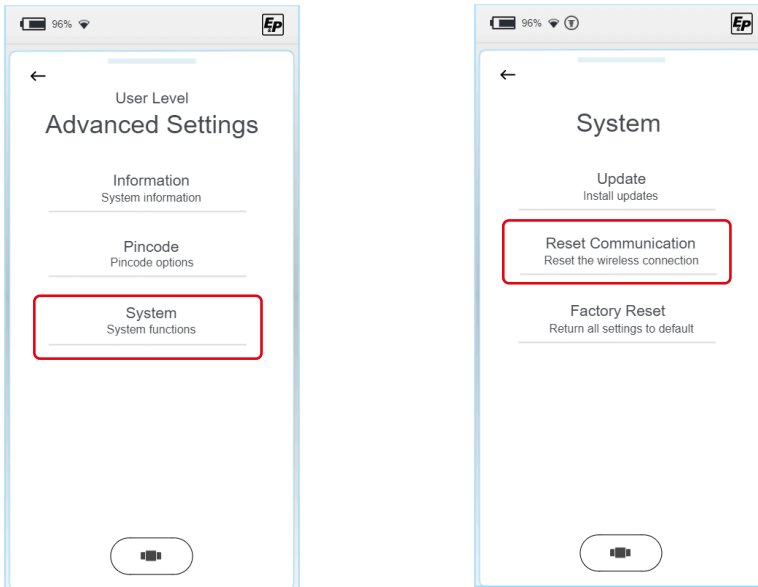 96%
EP
User Level
Advanced Settings
Information
System information
Pincode
Pincode options
System
System functions
96% T
EP
System
Update
Install updates
Reset Communication
Reset the wireless connection
Factory Reset
Return all settings to default